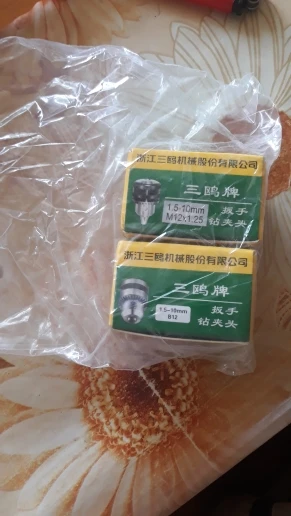 浙江三鸥机械股份有限公司
三鸥牌
1.5-10mm
M12×1.25
扳手
钻夹头
浙江三鸥机械股份有限公司
三鸥牌
1.5-10mm
B12
扳手
钻夹头